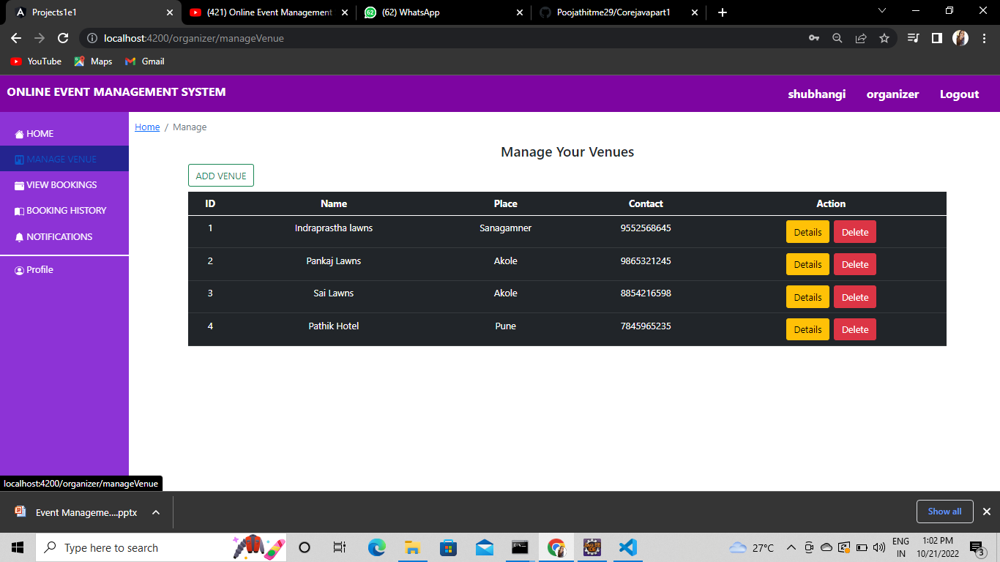 Projects1e1
(421) Online Event Management
(62) WhatsApp
Poojathitme29/Corejavapart1
localhost:4200/organizer/manageVenue
YouTube Maps Gmail
ONLINE EVENT MANAGEMENT SYSTEM
shubhangi organizer Logout
HOME
MANAGE VENUE
VIEW BOOKINGS
BOOKING HISTORY
NOTIFICATIONS
Profile
Home / Manage
Manage Your Venues
ADD VENUE
ID Name Place Contact Action
1 Indraprastha lawns Sanagamner 9552568645 Details Delete
2 Pankaj Lawns Akole 9865321245 Details Delete
3 Sai Lawns Akole 8854216598 Details Delete
4 Pathik Hotel Pune 7845965235 Details Delete
localhost:4200/organizer/manageVenue
Event Manageme....pptx
Show all
Type here to search
27°C
ENG
IN
1:02 PM
10/21/2022
3